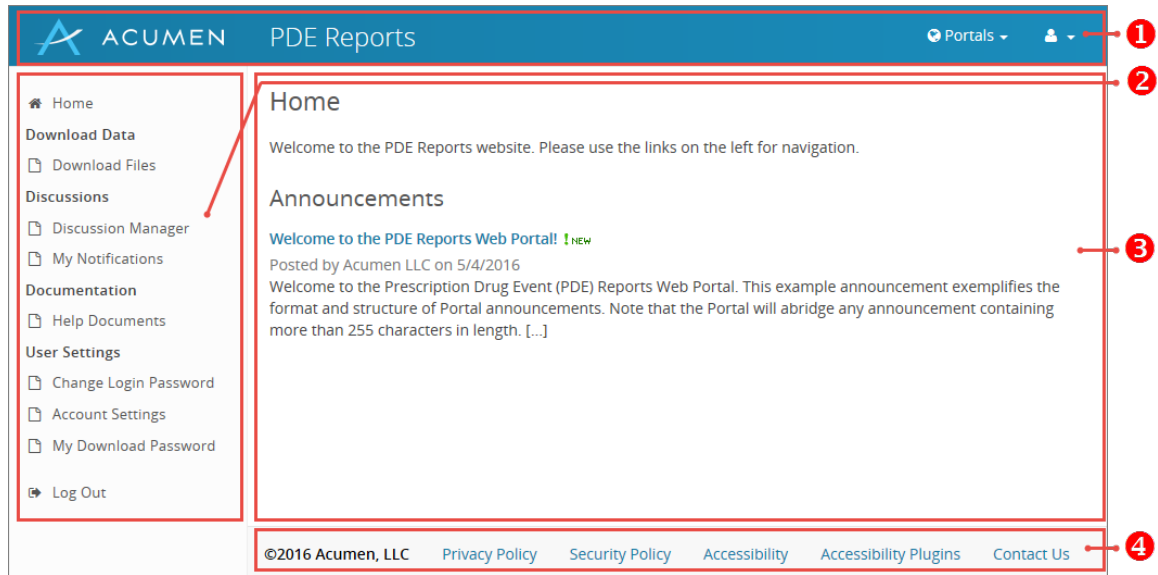 ACUMEN PDE Reports Portals
1
2
Home
Download Data
Download Files
Discussions
Discussion Manager
My Notifications
Documentation
Help Documents
User Settings
Change Login Password
Account Settings
My Download Password
Log Out
Home
Welcome to the PDE Reports website. Please use the links on the left for navigation.
Announcements
Welcome to the PDE Reports Web Portal! ! NEW
Posted by Acumen LLC on 5/4/2016
Welcome to the Prescription Drug Event (PDE) Reports Web Portal. This example announcement exemplifies the
format and structure of Portal announcements. Note that the Portal will abridge any announcement containing
more than 255 characters in length. [...]
3
©2016 Acumen, LLC Privacy Policy Security Policy Accessibility Accessibility Plugins Contact Us
4